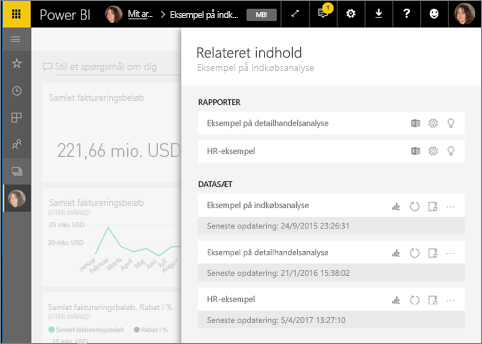 Power BI
Mit ar...
Eksempel på indk...
MBI
1
Stil et spørgsmål om dig
Relateret indhold
Eksempel på indkøbsanalyse
Samlet faktureringsbeløb
221,66 mio. USD
RAPPORTER
Eksempel på detailhandelsanalyse
HR-eksempel
DATASÆT
Eksempel på indkøbsanalyse
Seneste opdatering: 24/9/2015 23:26:31
Eksempel på detailhandelsanalyse
Seneste opdatering: 21/1/2016 15:38:02
HR-eksempel
Seneste opdatering: 5/4/2017 13:27:10
Samlet faktureringsbeløb
EFTER MÅNED
25 mio. USD
20 mio. USD
Januar
Februar
Marts
April
Maj
Juni
Juli
August
Samlet faktureringsbeløb, Rabat i %
EFTER MÅNED
Samlet faktureringsbeløb
Rabat i %